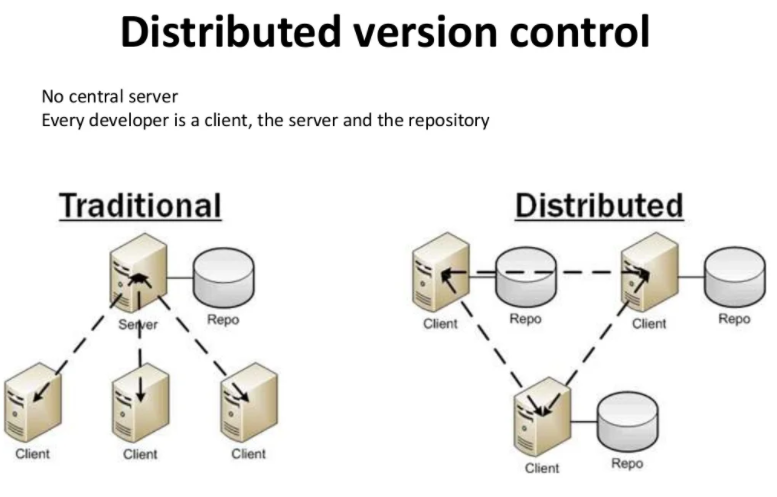 Distributed version control
No central server
Every developer is a client, the server and the repository
Traditional
Server
Repo
Client
Client
Client
Distributed
Client
Repo
Client
Repo
Client
Repo